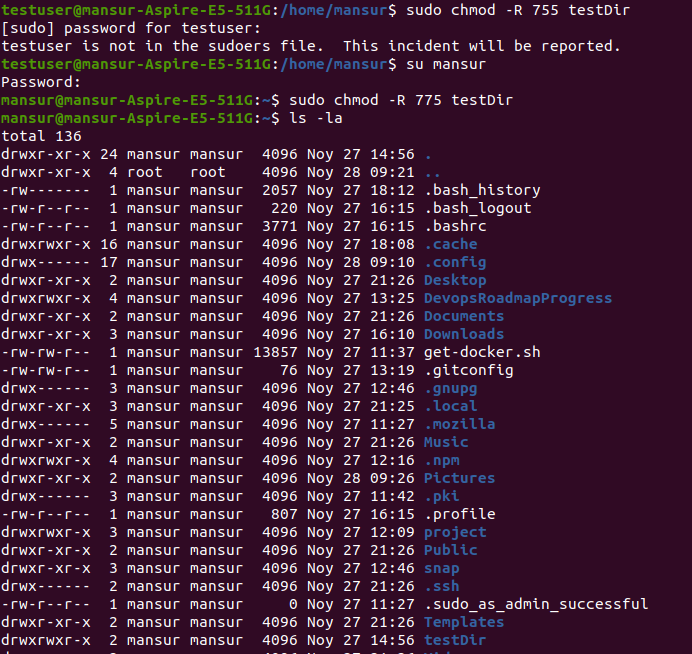 testuser@mansur-Aspire-E5-511G:/home/mansur$ sudo chmod -R 755 testDir
[sudo] password for testuser:
testuser is not in the sudoers file.  This incident will be reported.
testuser@mansur-Aspire-E5-511G:/home/mansur$ su mansur
Password:
mansur@mansur-Aspire-E5-511G:~$ sudo chmod -R 775 testDir
mansur@mansur-Aspire-E5-511G:~$ ls -la
total 136
drwxr-xr-x 24 mansur mansur  4096 Noy 27 14:56 .
drwxr-xr-x  4 root   root    4096 Noy 28 09:21 ..
-rw-------  1 mansur mansur  2057 Noy 27 18:12 .bash_history
-rw-r--r--  1 mansur mansur   220 Noy 27 16:15 .bash_logout
-rw-r--r--  1 mansur mansur  3771 Noy 27 16:15 .bashrc
drwxrwxr-x 16 mansur mansur  4096 Noy 27 18:08 .cache
drwx------ 17 mansur mansur  4096 Noy 28 09:10 .config
drwxr-xr-x  2 mansur mansur  4096 Noy 27 21:26 Desktop
drwxrwxr-x  4 mansur mansur  4096 Noy 27 13:25 DevopsRoadmapProgress
drwxr-xr-x  2 mansur mansur  4096 Noy 27 21:26 Documents
drwxr-xr-x  3 mansur mansur  4096 Noy 27 16:10 Downloads
-rw-rw-r--  1 mansur mansur 13857 Noy 27 11:37 get-docker.sh
-rw-rw-r--  1 mansur mansur    76 Noy 27 13:19 .gitconfig
drwx------  3 mansur mansur  4096 Noy 27 12:46 .gnupg
drwxr-xr-x  3 mansur mansur  4096 Noy 27 21:25 .local
drwx------  5 mansur mansur  4096 Noy 27 11:27 .mozilla
drwxr-xr-x  2 mansur mansur  4096 Noy 27 21:26 Music
drwxrwxr-x  4 mansur mansur  4096 Noy 27 12:16 .npm
drwxr-xr-x  2 mansur mansur  4096 Noy 28 09:26 Pictures
drwx------  3 mansur mansur  4096 Noy 27 11:42 .pki
-rw-r--r--  1 mansur mansur   807 Noy 27 16:15 .profile
drwxrwxr-x  3 mansur mansur  4096 Noy 27 12:09 project
drwxr-xr-x  2 mansur mansur  4096 Noy 27 21:26 Public
drwxr-xr-x  3 mansur mansur  4096 Noy 27 12:46 snap
drwx------  2 mansur mansur  4096 Noy 27 21:26 .ssh
-rw-r--r--  1 mansur mansur     0 Noy 27 11:27 .sudo_as_admin_successful
drwxr-xr-x  2 mansur mansur  4096 Noy 27 21:26 Templates
drwxrwxr-x  2 mansur mansur  4096 Noy 27 14:56 testDir